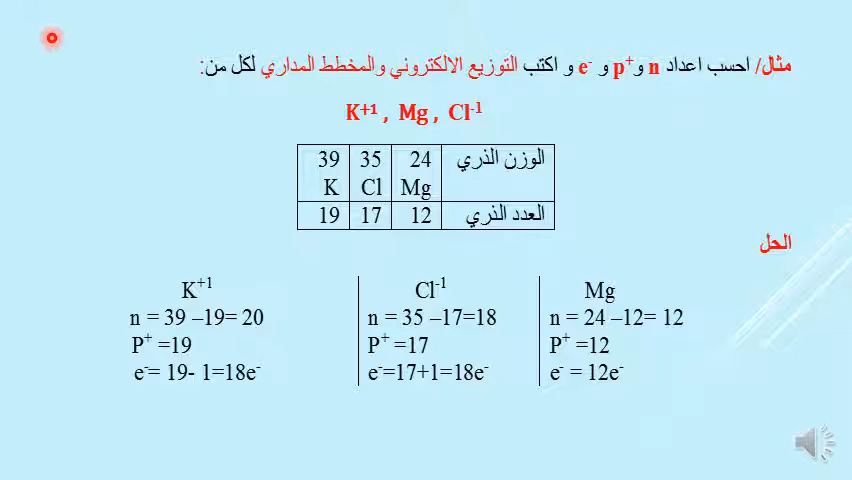 مثال/ احسب اعداد n وp⁺ و e⁻ و اكتب التوزيع الالكتروني والمخطط المداري لكل من:
K⁺¹ , Mg , Cl⁻¹
الوزن الذري 24 35 39
Mg Cl K
العدد الذري 12 17 19
الحل
K⁺¹ Cl⁻¹ Mg
n = 39 –19= 20 n = 35 –17=18 n = 24 –12= 12
P⁺ =19 P⁺ =17 P⁺ =12
e⁻= 19- 1=18e⁻ e⁻=17+1=18e⁻ e⁻ = 12e⁻